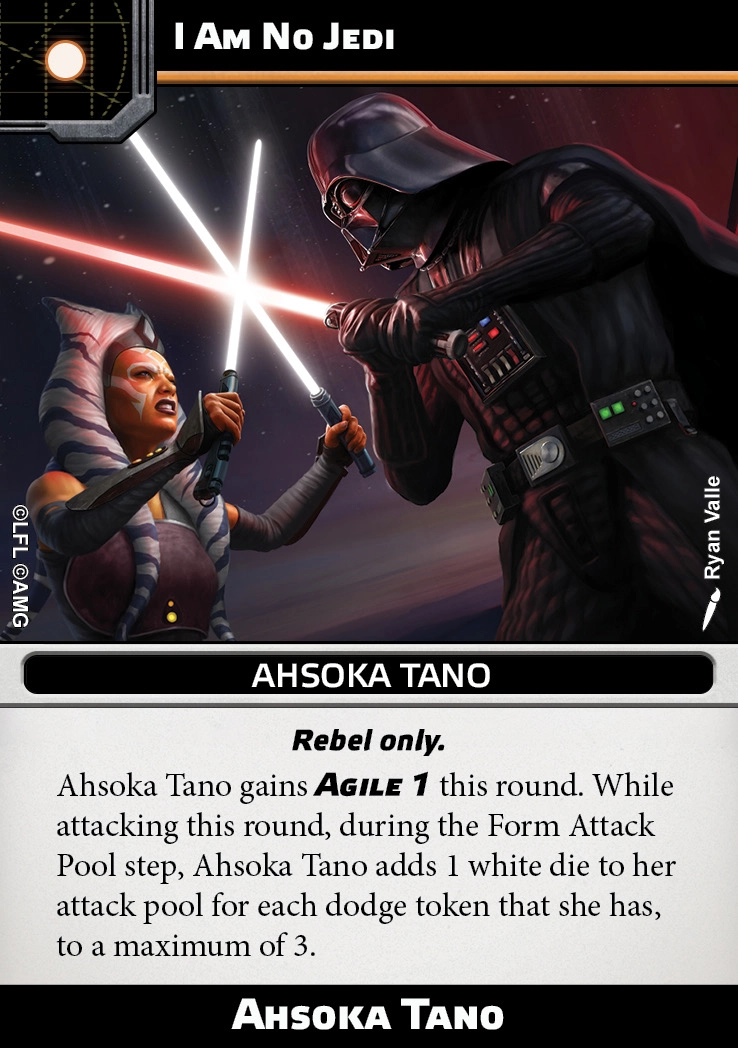 I Am No Jedi
©LFL ©AMG
Ryan Valle
AHSOKA TANO
Rebel only.
Ahsoka Tano gains Agile 1 this round. While
attacking this round, during the Form Attack
Pool step, Ahsoka Tano adds 1 white die to her
attack pool for each dodge token that she has,
to a maximum of 3.
Ahsoka Tano